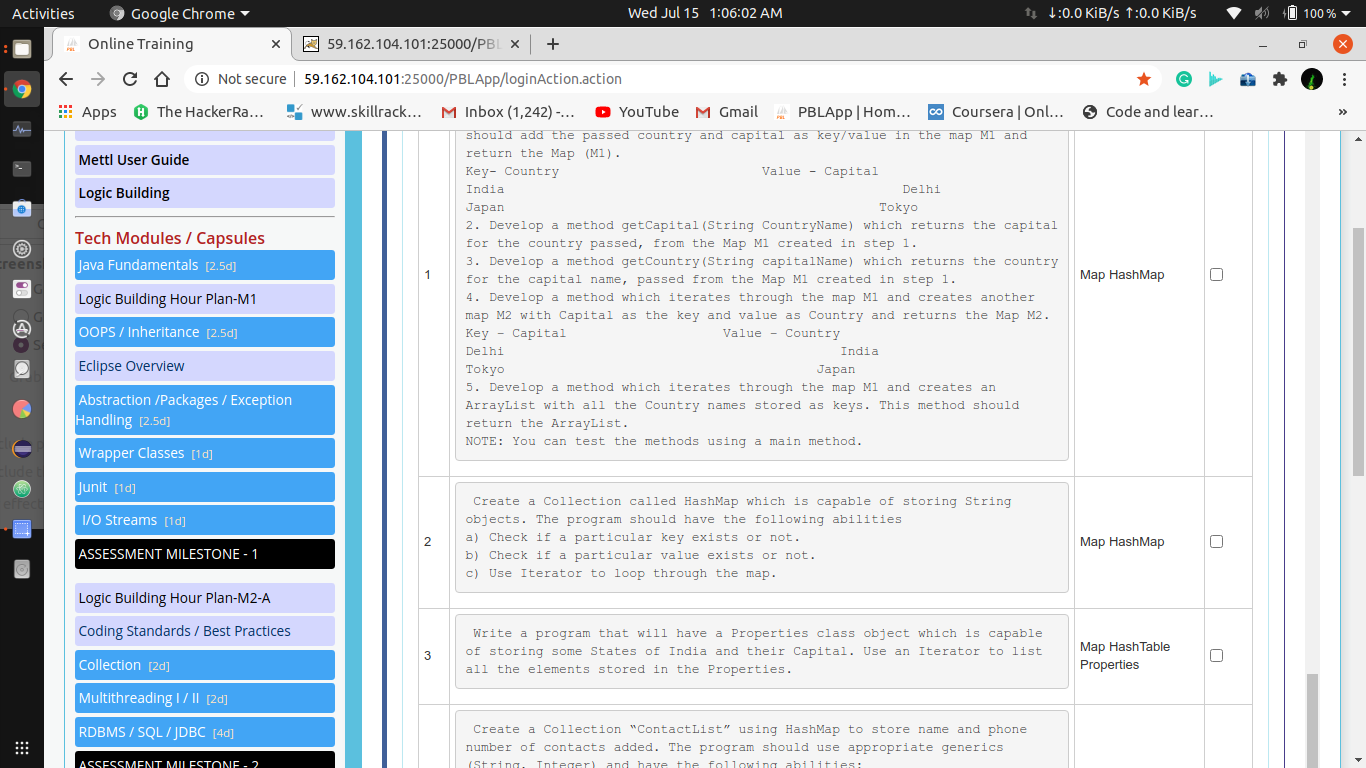 Activities
Google Chrome
Wed Jul 15 1:06:02 AM
↓:0.0 KiB/s ↑:0.0 KiB/s
100 %
Online Training
59.162.104.101:25000/PBL
Not secure
59.162.104.101:25000/PBLApp/loginAction.action
Apps
The HackerRa...
www.skillrack...
Inbox (1,242) -...
YouTube
Gmail
PBLApp | Hom...
Coursera | Onl...
Code and lear...
»
Mettl User Guide
Logic Building
Tech Modules / Capsules
Java Fundamentals [2.5d]
Logic Building Hour Plan-M1
OOPS / Inheritance [2.5d]
Eclipse Overview
Abstraction /Packages / Exception
Handling [2.5d]
Wrapper Classes [1d]
Junit [1d]
I/O Streams [1d]
ASSESSMENT MILESTONE - 1
Logic Building Hour Plan-M2-A
Coding Standards / Best Practices
Collection [2d]
Multithreading I / II [2d]
RDBMS / SQL / JDBC [4d]
ASSESSMENT MILESTONE - 2
1
should add the passed country and capital as key/value in the map M1 and
return the Map (M1).
Key- Country Value - Capital
India Delhi
Japan Tokyo
2. Develop a method getCapital(String CountryName) which returns the capital
for the country passed, from the Map M1 created in step 1.
3. Develop a method getCountry(String capitalName) which returns the country
for the capital name, passed from the Map M1 created in step 1.
4. Develop a method which iterates through the map M1 and creates another
map M2 with Capital as the key and value as Country and returns the Map M2.
Key – Capital Value – Country
Delhi India
Tokyo Japan
5. Develop a method which iterates through the map M1 and creates an
ArrayList with all the Country names stored as keys. This method should
return the ArrayList.
NOTE: You can test the methods using a main method.
Map HashMap
2
Create a Collection called HashMap which is capable of storing String
objects. The program should have the following abilities
a) Check if a particular key exists or not.
b) Check if a particular value exists or not.
c) Use Iterator to loop through the map.
Map HashMap
3
Write a program that will have a Properties class object which is capable
of storing some States of India and their Capital. Use an Iterator to list
all the elements stored in the Properties.
Map HashTable
Properties
Create a Collection “ContactList” using HashMap to store name and phone
number of contacts added. The program should use appropriate generics
(String, Integer) and have the following abilities: